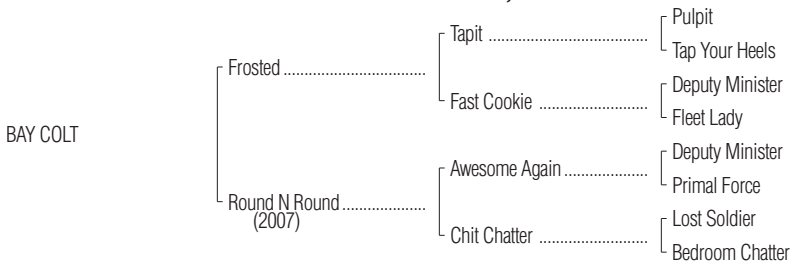 Pulpit
Tapit ................................................
Tap Your Heels
Frosted ..................................
Deputy Minister
Fast Cookie ................................
Fleet Lady
BAY COLT
Deputy Minister
Awesome Again ........................
Primal Force
Round N Round ....................
(2007)
Lost Soldier
Chit Chatter ................................
Bedroom Chatter